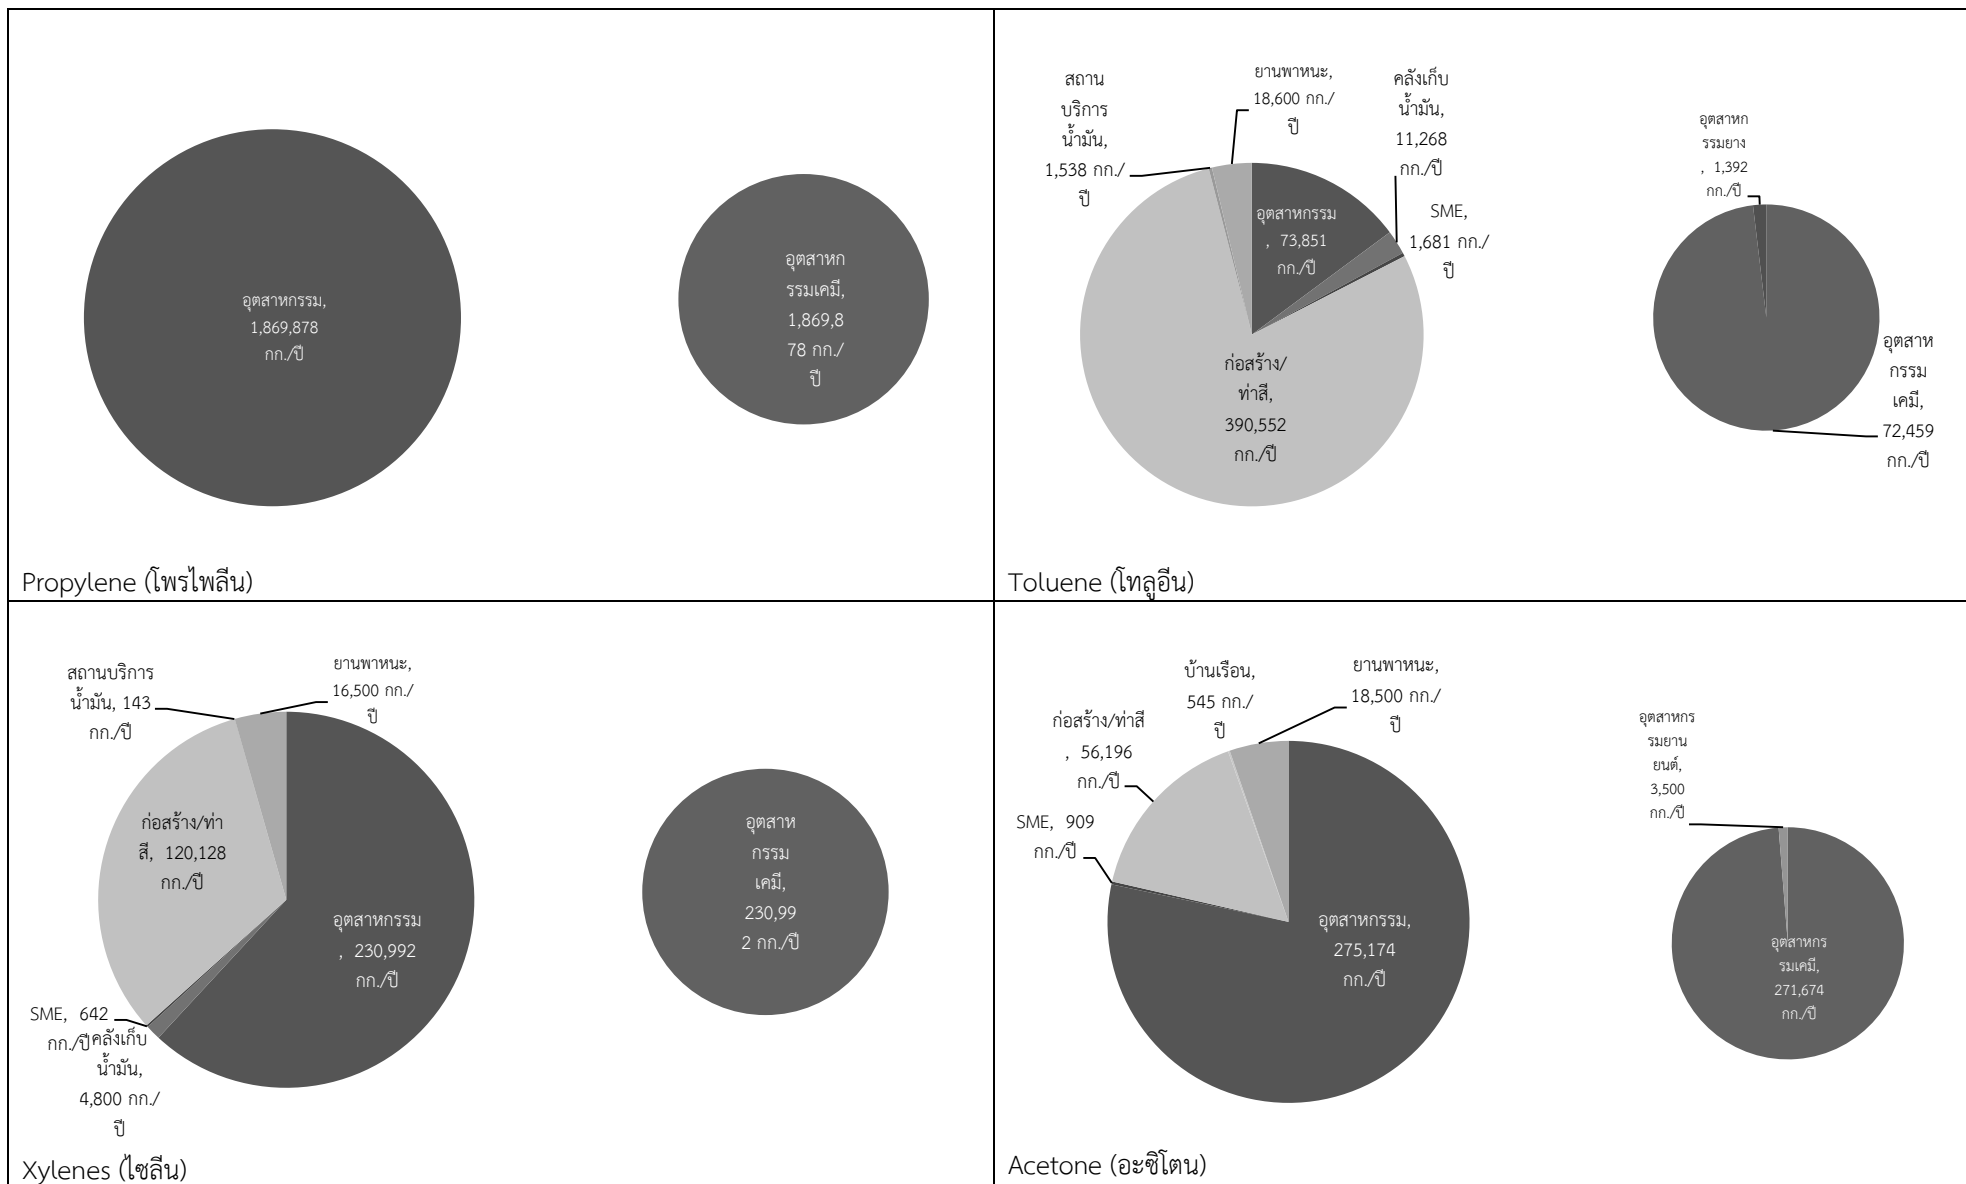 อุตสาหกรรม,
1,869,878
กก./ปี
อุตสาหก
รรมเคมี,
1,869,8
78 กก./
ปี
Propylene (โพรไพลีน)
สถาน
บริการ
น้ำมัน,
1,538 กก./
ปี
ยานพาหนะ,
18,600 กก./
ปี
คลังเก็บ
น้ำมัน,
11,268
กก./ปี
SME,
1,681 กก./
ปี
อุตสาหกรรม
, 73,851
กก./ปี
ก่อสร้าง/
ท่าสี,
390,552
กก./ปี
อุตสาหก
รรมยาง
, 1,392
กก./ปี
อุตสาห
กรรม
เคมี,
72,459
กก./ปี
Toluene (โทลูอีน)
สถานบริการ
น้ำมัน, 143
กก./ปี
ยานพาหนะ,
16,500 กก./
ปี
ก่อสร้าง/ท่า
สี, 120,128
กก./ปี
อุตสาหกรรม
, 230,992
กก./ปี
SME, 642
กก./ปี
คลังเก็บ
น้ำมัน,
4,800 กก./
ปี
อุตสาห
กรรม
เคมี,
230,99
2 กก./ปี
Xylenes (ไซลีน)
บ้านเรือน,
545 กก./
ปี
ยานพาหนะ,
18,500 กก./
ปี
ก่อสร้าง/ท่าสี
, 56,196
กก./ปี
SME, 909
กก./ปี
อุตสาหกรรม,
275,174
กก./ปี
อุตสาหกร
รมยาน
ยนต์,
3,500
กก./ปี
อุตสาหกร
รมเคมี,
271,674
กก./ปี
Acetone (อะซิโตน)